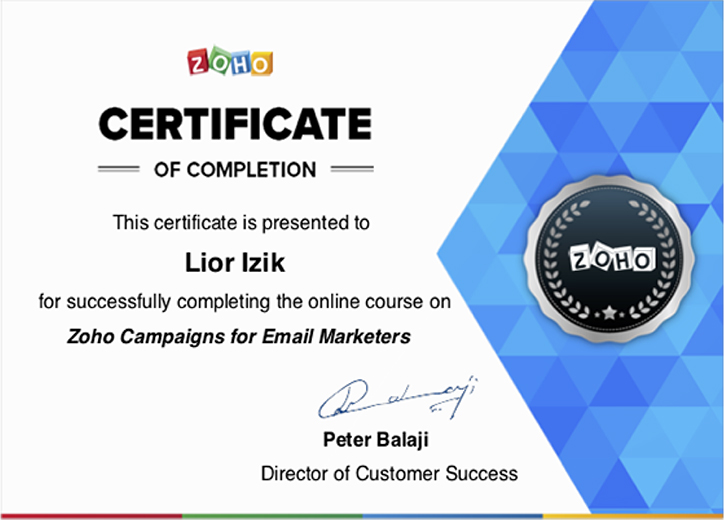 ZOHO
CERTIFICATE
OF COMPLETION
This certificate is presented to
Lior Izik
for successfully completing the online course on
Zoho Campaigns for Email Marketers
ZOHO
Peter Balaji
Director of Customer Success